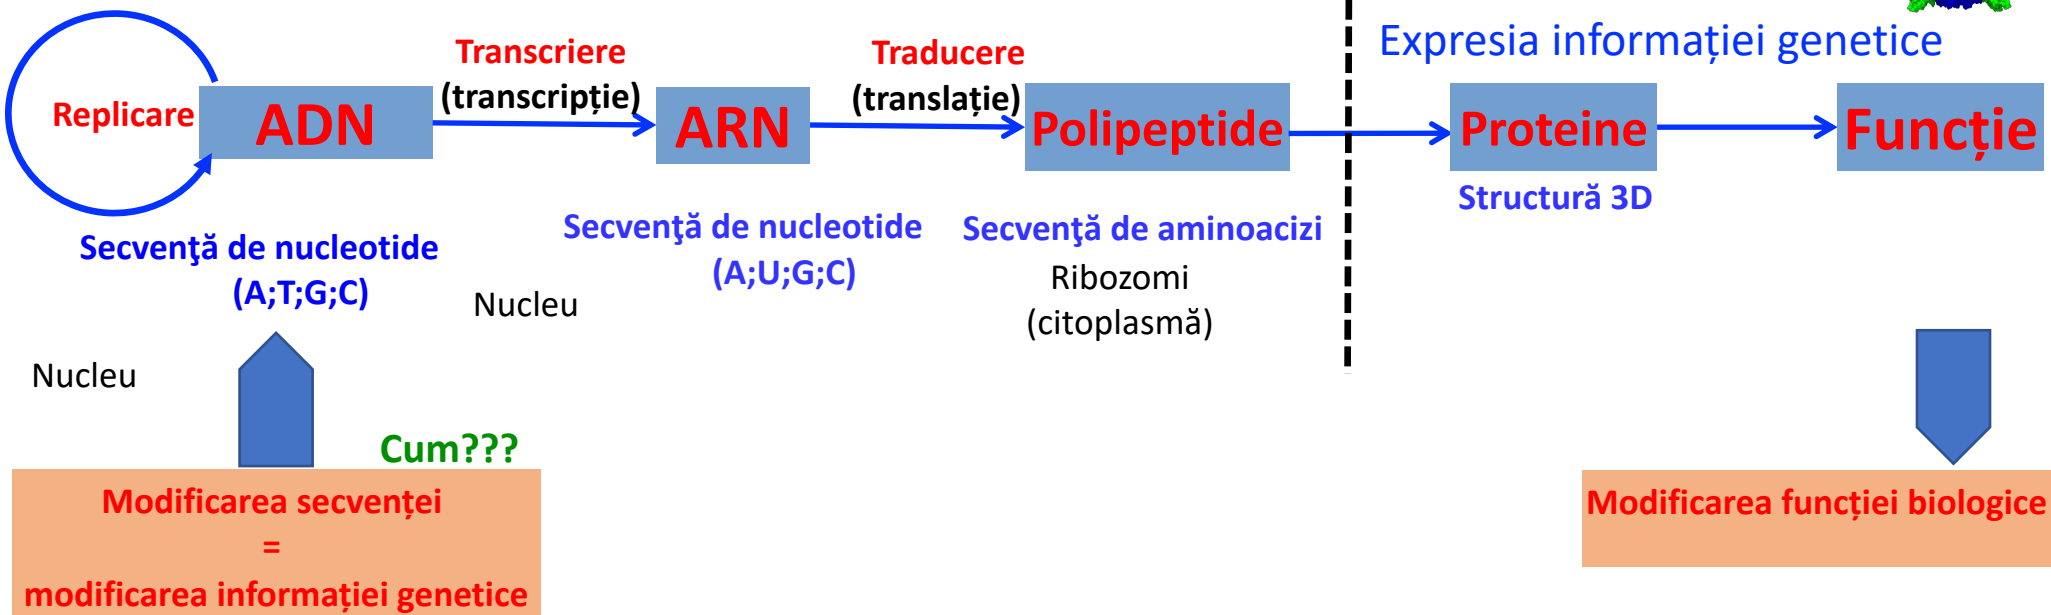 Expresia informației genetice
Replicare
ADN
Transcriere
(transcripție)
ARN
Traducere
(translație)
Polipeptide
Proteine
Funcție
Structură 3D
Secvenţă de nucleotide
(A;T;G;C)
Secvenţă de nucleotide
(A;U;G;C)
Secvenţă de aminoacizi
Ribozomi
(citoplasmă)
Nucleu
Nucleu
Cum???
Modificarea secvenței
=
modificarea informației genetice
Modificarea funcției biologice